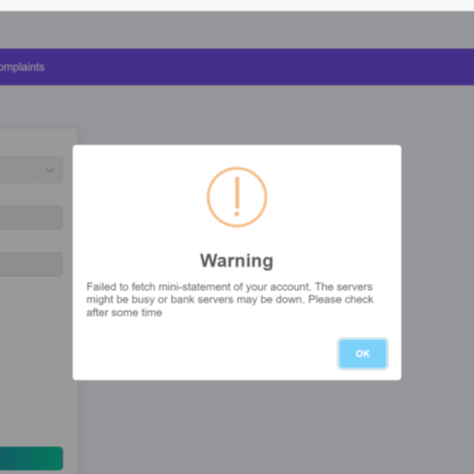 omplaints
Warning
Failed to fetch mini-statement of your account. The servers
might be busy or bank servers may be down. Please check
after some time
OK